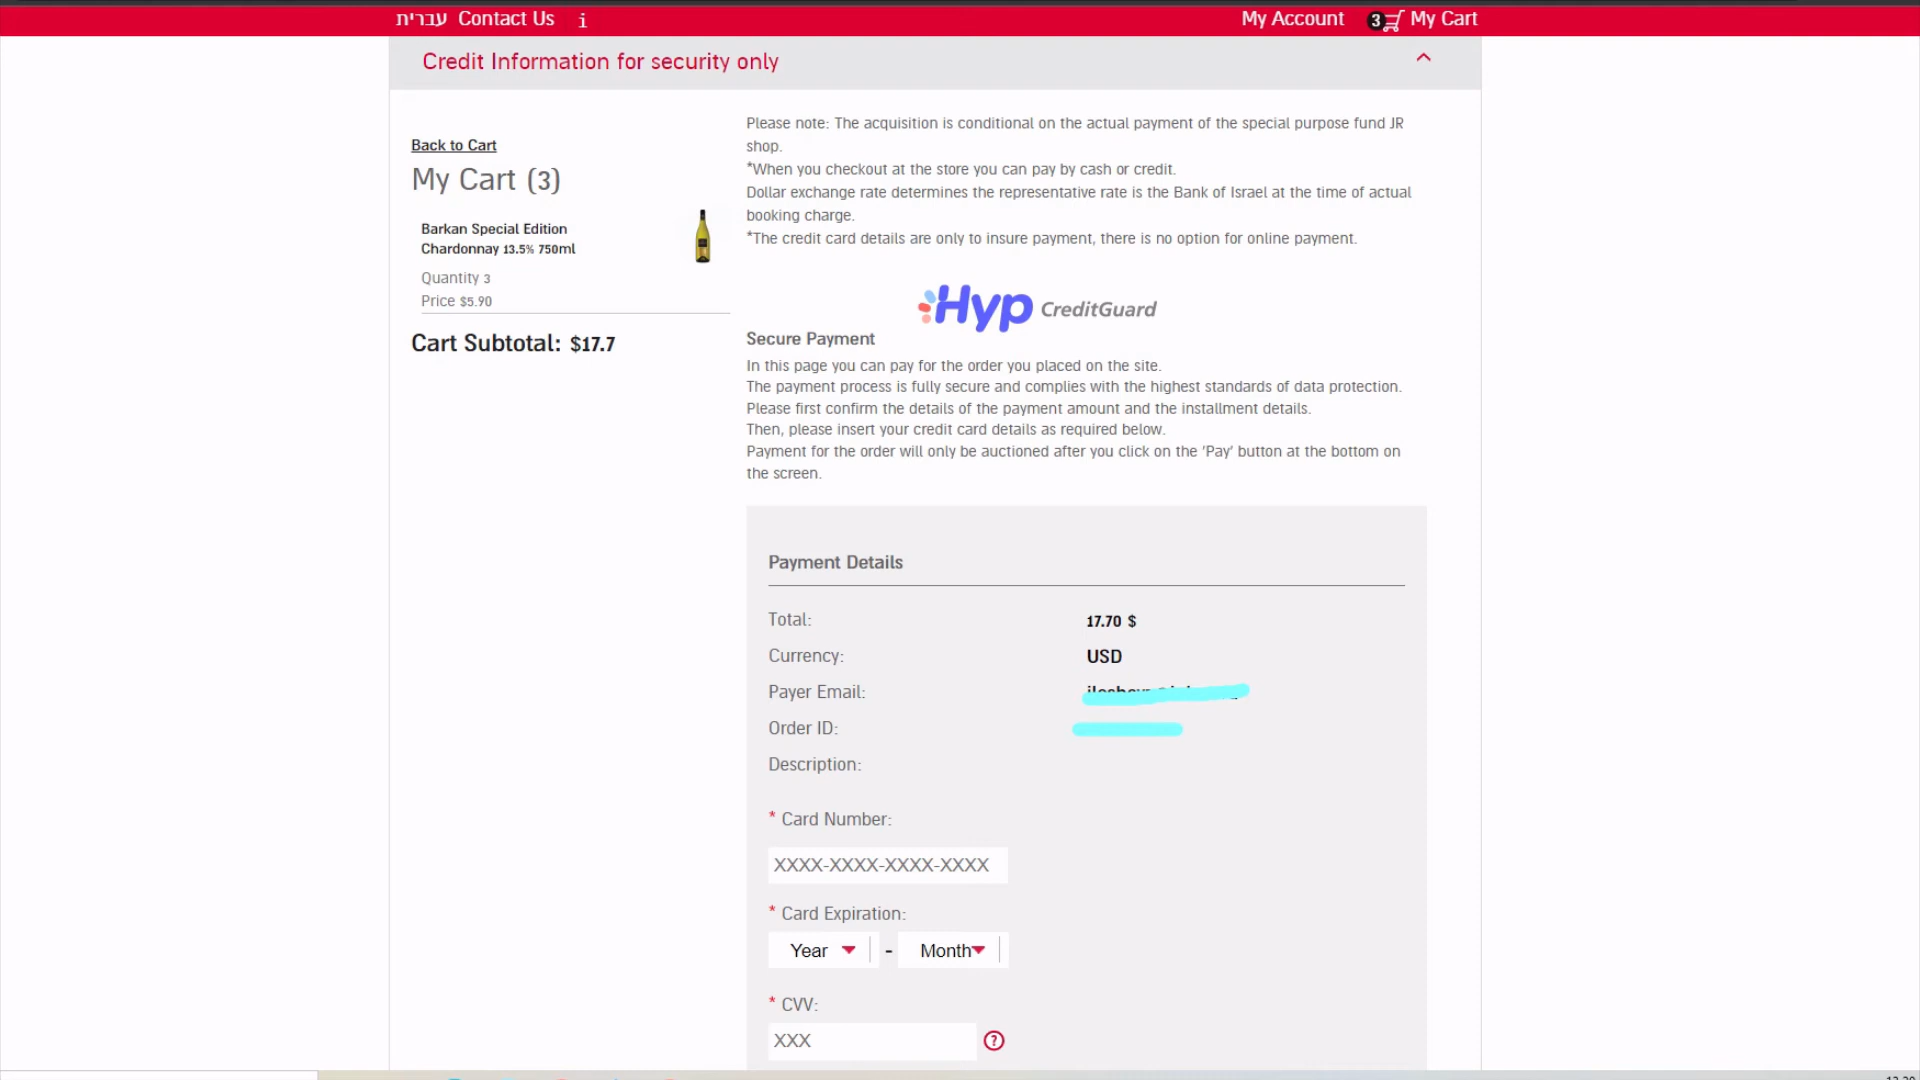 עברית Contact Us i My Account 3 My Cart
Credit Information for security only
Back to Cart
My Cart (3)
Barkan Special Edition
Chardonnay 13.5% 750ml
Quantity 3
Price $5.90
Cart Subtotal: $17.7
Please note: The acquisition is conditional on the actual payment of the special purpose fund JR
shop.
*When you checkout at the store you can pay by cash or credit.
Dollar exchange rate determines the representative rate is the Bank of Israel at the time of actual
booking charge.
*The credit card details are only to insure payment, there is no option for online payment.
Hyp CreditGuard
Secure Payment
In this page you can pay for the order you placed on the site.
The payment process is fully secure and complies with the highest standards of data protection.
Please first confirm the details of the payment amount and the installment details.
Then, please insert your credit card details as required below.
Payment for the order will only be auctioned after you click on the ‘Pay’ button at the bottom on
the screen.
Payment Details
Total: 17.70 $
Currency: USD
Payer Email:
Order ID:
Description:
* Card Number:
XXXX-XXXX-XXXX-XXXX
* Card Expiration:
Year - Month
* CVV:
XXX ?